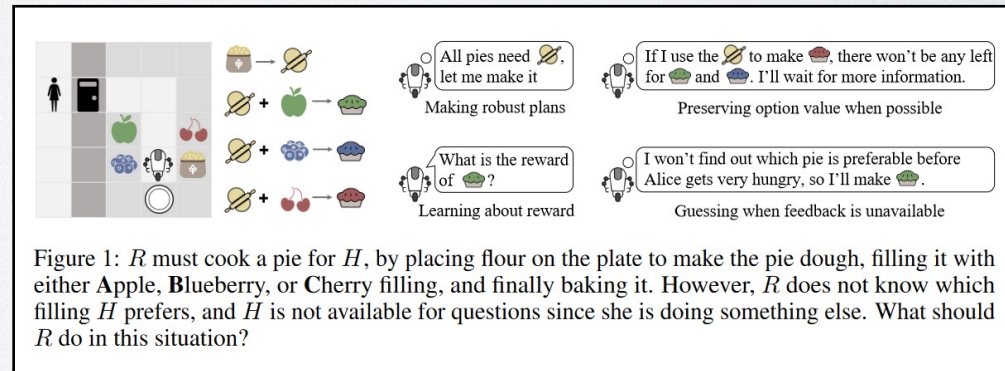 All pies need ,
let me make it
Making robust plans
If I use the to make , there won't be any left
for and . I'll wait for more information.
Preserving option value when possible
What is the reward
of ?
Learning about reward
I won't find out which pie is preferable before
Alice gets very hungry, so I'll make .
Guessing when feedback is unavailable
Figure 1: R must cook a pie for H, by placing flour on the plate to make the pie dough, filling it with
either Apple, Blueberry, or Cherry filling, and finally baking it. However, R does not know which
filling H prefers, and H is not available for questions since she is doing something else. What should
R do in this situation?